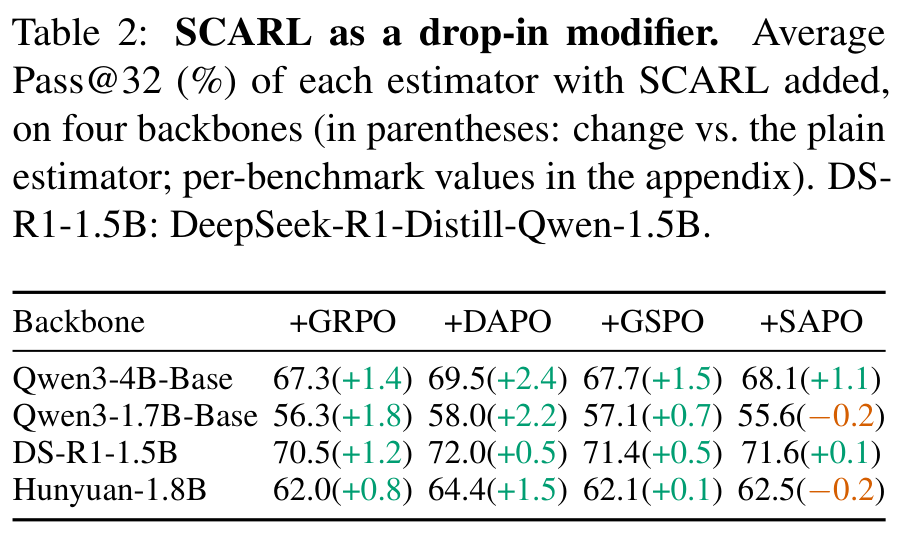 Table 2: SCARL as a drop-in modifier. Average
Pass@32 (%) of each estimator with SCARL added,
on four backbones (in parentheses: change vs. the plain
estimator; per-benchmark values in the appendix). DS-
R1-1.5B: DeepSeek-R1-Distill-Qwen-1.5B.
Backbone +GRPO +DAPO +GSPO +SAPO
Qwen3-4B-Base 67.3(+1.4) 69.5(+2.4) 67.7(+1.5) 68.1(+1.1)
Qwen3-1.7B-Base 56.3(+1.8) 58.0(+2.2) 57.1(+0.7) 55.6(−0.2)
DS-R1-1.5B 70.5(+1.2) 72.0(+0.5) 71.4(+0.5) 71.6(+0.1)
Hunyuan-1.8B 62.0(+0.8) 64.4(+1.5) 62.1(+0.1) 62.5(−0.2)